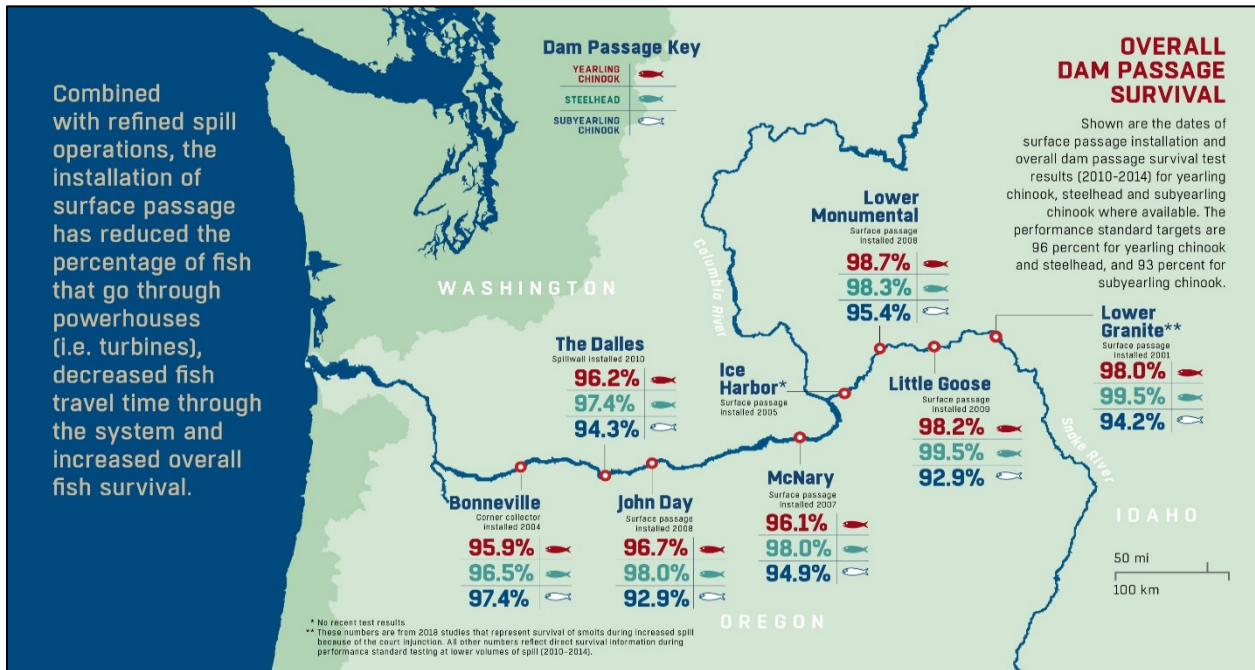 Combined
with refined spill
operations, the
installation of
surface passage
has reduced the
percentage of fish
that go through
powerhouses
(i.e. turbines),
decreased fish
travel time through
the system and
increased overall
fish survival.
Dam Passage Key
YEARLING
CHINOOK
STEELHEAD
SUBYEARLING
CHINOOK
OVERALL
DAM PASSAGE
SURVIVAL
Shown are the dates of
surface passage installation and
overall dam passage survival test
results (2010-2014) for yearling
chinook, steelhead and subyearling
chinook where available. The
performance standard targets are
96 percent for yearling chinook
and steelhead, and 93 percent for
subyearling chinook.
WASHINGTON
Columbia River
Lower
Monumental
Surface passage
installed 2008
98.7%
98.3%
95.4%
The Dalles
Spillwall installed 2010
96.2%
97.4%
94.3%
Ice
Harbor*
Surface passage
installed 2005
Little Goose
Surface passage
installed 2009
98.2%
99.5%
92.9%
Lower
Granite**
Surface passage
installed 2001
98.0%
99.5%
94.2%
Snake River
Bonneville
Corner collector
installed 2004
95.9%
96.5%
97.4%
John Day
Surface passage
installed 2008
96.7%
98.0%
92.9%
McNary
Surface passage
installed 2007
96.1%
98.0%
94.9%
IDAHO
50 mi
100 km
OREGON
* No recent test results
** These numbers are from 2018 studies that represent survival of smolts during increased spill
because of the court injunction. All other numbers reflect direct survival information during
performance standard testing at lower volumes of spill (2010-2014).